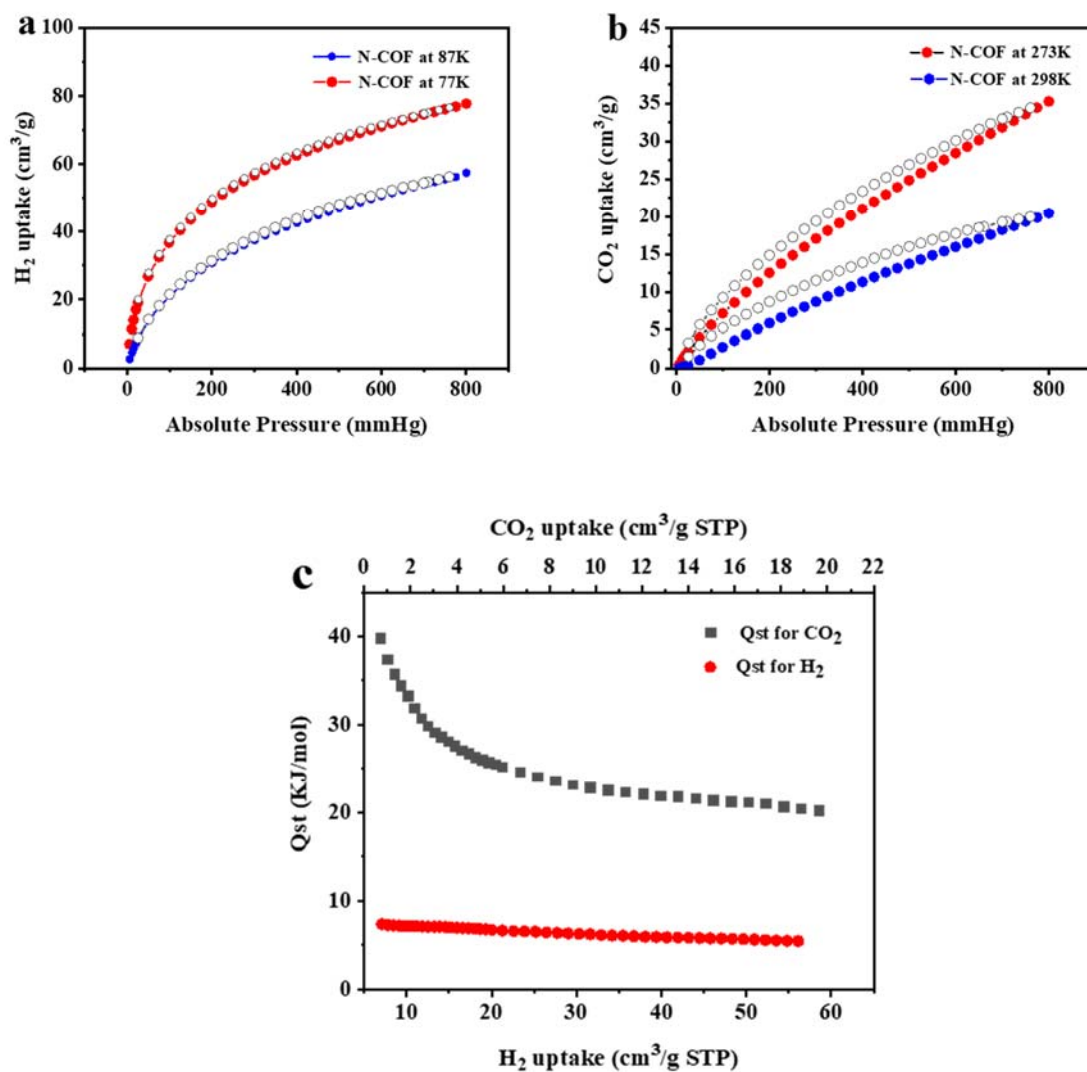 a
100
80
60
40
20
0
H₂ uptake (cm³/g)
N-COF at 87K
N-COF at 77K
0 200 400 600 800
Absolute Pressure (mmHg)
b
45
40
35
30
25
20
15
10
5
0
CO₂ uptake (cm³/g)
N-COF at 273K
N-COF at 298K
0 200 400 600 800
Absolute Pressure (mmHg)
c
CO₂ uptake (cm³/g STP)
0 2 4 6 8 10 12 14 16 18 20 22
40
30
20
10
0
Qst (KJ/mol)
Qst for CO₂
Qst for H₂
10 20 30 40 50 60
H₂ uptake (cm³/g STP)